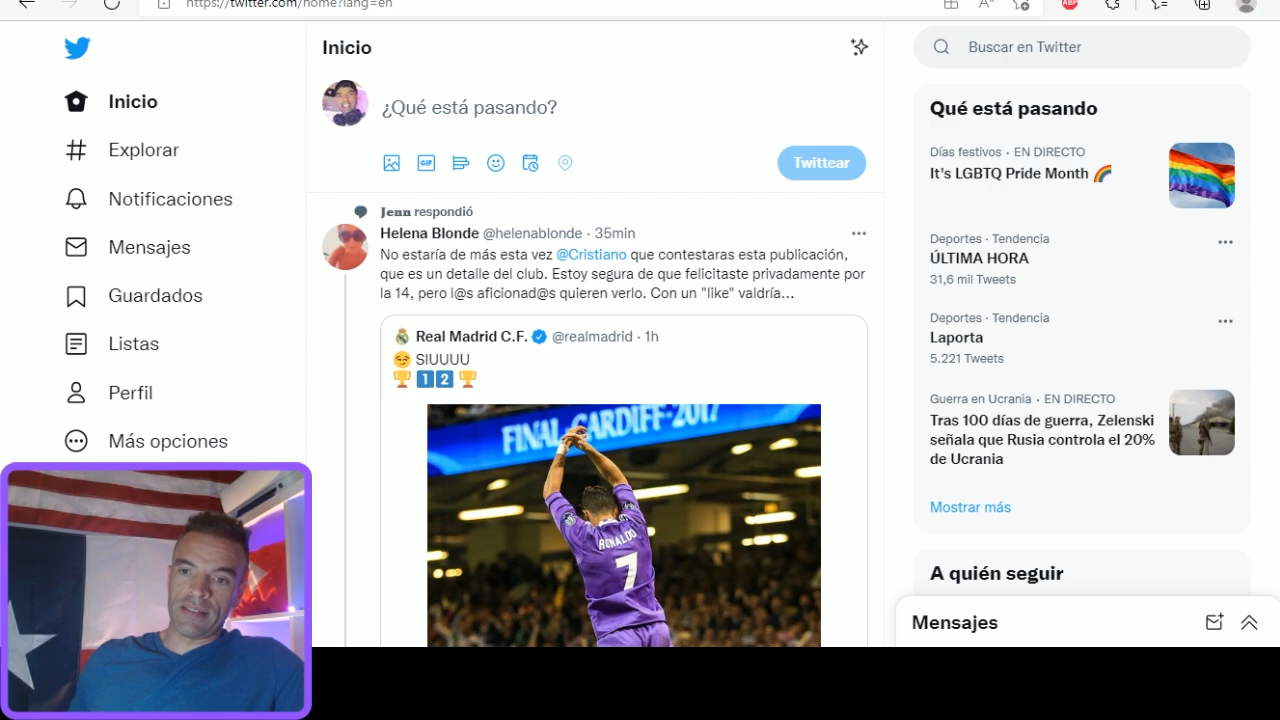 https://twitter.com/home?lang=en
ABP
Inicio
Explorar
Notificaciones
Mensajes
Guardados
Listas
Perfil
Más opciones
Inicio
¿Qué está pasando?
GIF
Twittear
Jenn respondió
Helena Blonde @helenablonde · 35min
No estaría de más esta vez @Cristiano que contestaras esta publicación,
que es un detalle del club. Estoy segura de que felicitaste privadamente por
la 14, pero l@s aficionad@s quieren verlo. Con un "like" valdría...
Real Madrid C.F. @realmadrid · 1h
😏 SIUUUU
🏆 1️⃣2️⃣ 🏆
FINAL CARDIFF-2017
RONALDO
7
Buscar en Twitter
Qué está pasando
Días festivos · EN DIRECTO
It's LGBTQ Pride Month 🏳️‍🌈
Deportes · Tendencia
ÚLTIMA HORA
31,6 mil Tweets
Deportes · Tendencia
Laporta
5.221 Tweets
Guerra en Ucrania · EN DIRECTO
Tras 100 días de guerra, Zelenski
señala que Rusia controla el 20%
de Ucrania
Mostrar más
A quién seguir
Mensajes